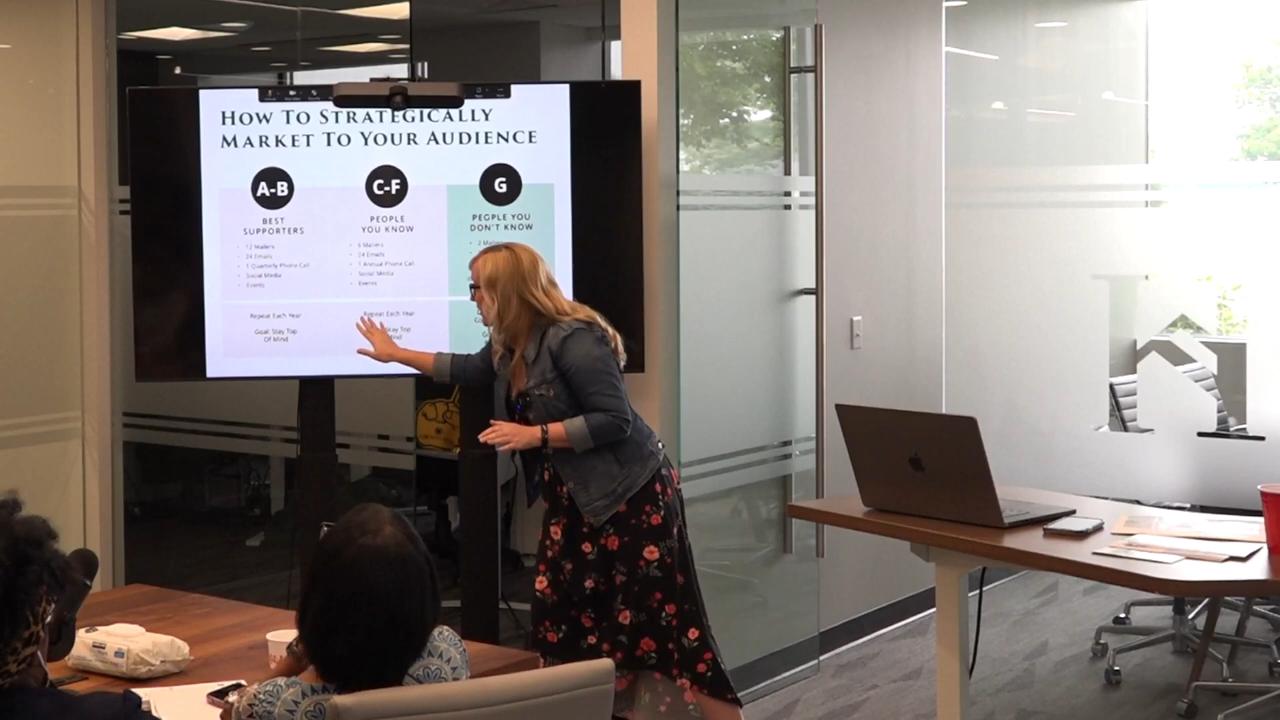 HOW TO STRATEGICALLY
MARKET TO YOUR AUDIENCE
A-B
BEST
SUPPORTERS
12 Mailers
24 Emails
1 Quarterly Phone Call
Social Media
Events
Repeat Each Year
Goal: Stay Top
Of Mind
C-F
PEOPLE
YOU KNOW
6 Mailers
24 Emails
1 Annual Phone Call
Social Media
Events
Repeat Each Year
Stay Top
G
PEOPLE YOU
DON'T KNOW
2 Mailers